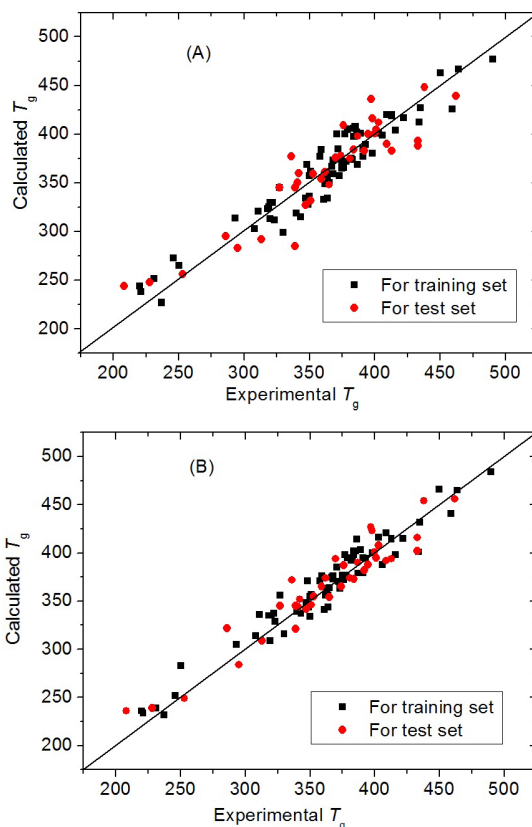 (A)
Calculated Tg
500
450
400
350
300
250
200
For training set
For test set
200 250 300 350 400 450 500
Experimental Tg
(B)
Calculated Tg
500
450
400
350
300
250
200
For training set
For test set
200 250 300 350 400 450 500
Experimental Tg